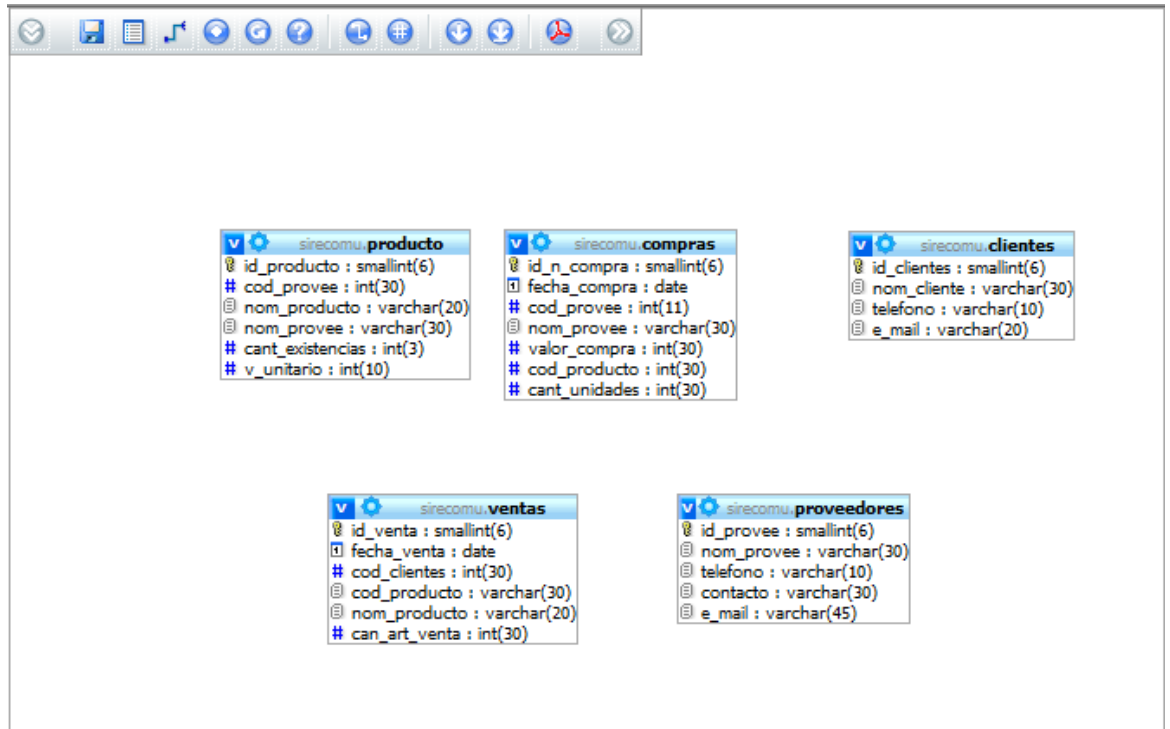 sirecomu.producto
id_producto : smallint(6)
cod_provee : int(30)
nom_producto : varchar(20)
nom_provee : varchar(30)
cant_existencias : int(3)
v_unitario : int(10)
sirecomu.compras
id_n_compra : smallint(6)
fecha_compra : date
cod_provee : int(11)
nom_provee : varchar(30)
valor_compra : int(30)
cod_producto : int(30)
cant_unidades : int(30)
sirecomu.clientes
id_clientes : smallint(6)
nom_cliente : varchar(30)
telefono : varchar(10)
e_mail : varchar(20)
sirecomu.ventas
id_venta : smallint(6)
fecha_venta : date
cod_clientes : int(30)
cod_producto : varchar(30)
nom_producto : varchar(20)
can_art_venta : int(30)
sirecomu.proveedores
id_provee : smallint(6)
nom_provee : varchar(30)
telefono : varchar(10)
contacto : varchar(30)
e_mail : varchar(45)